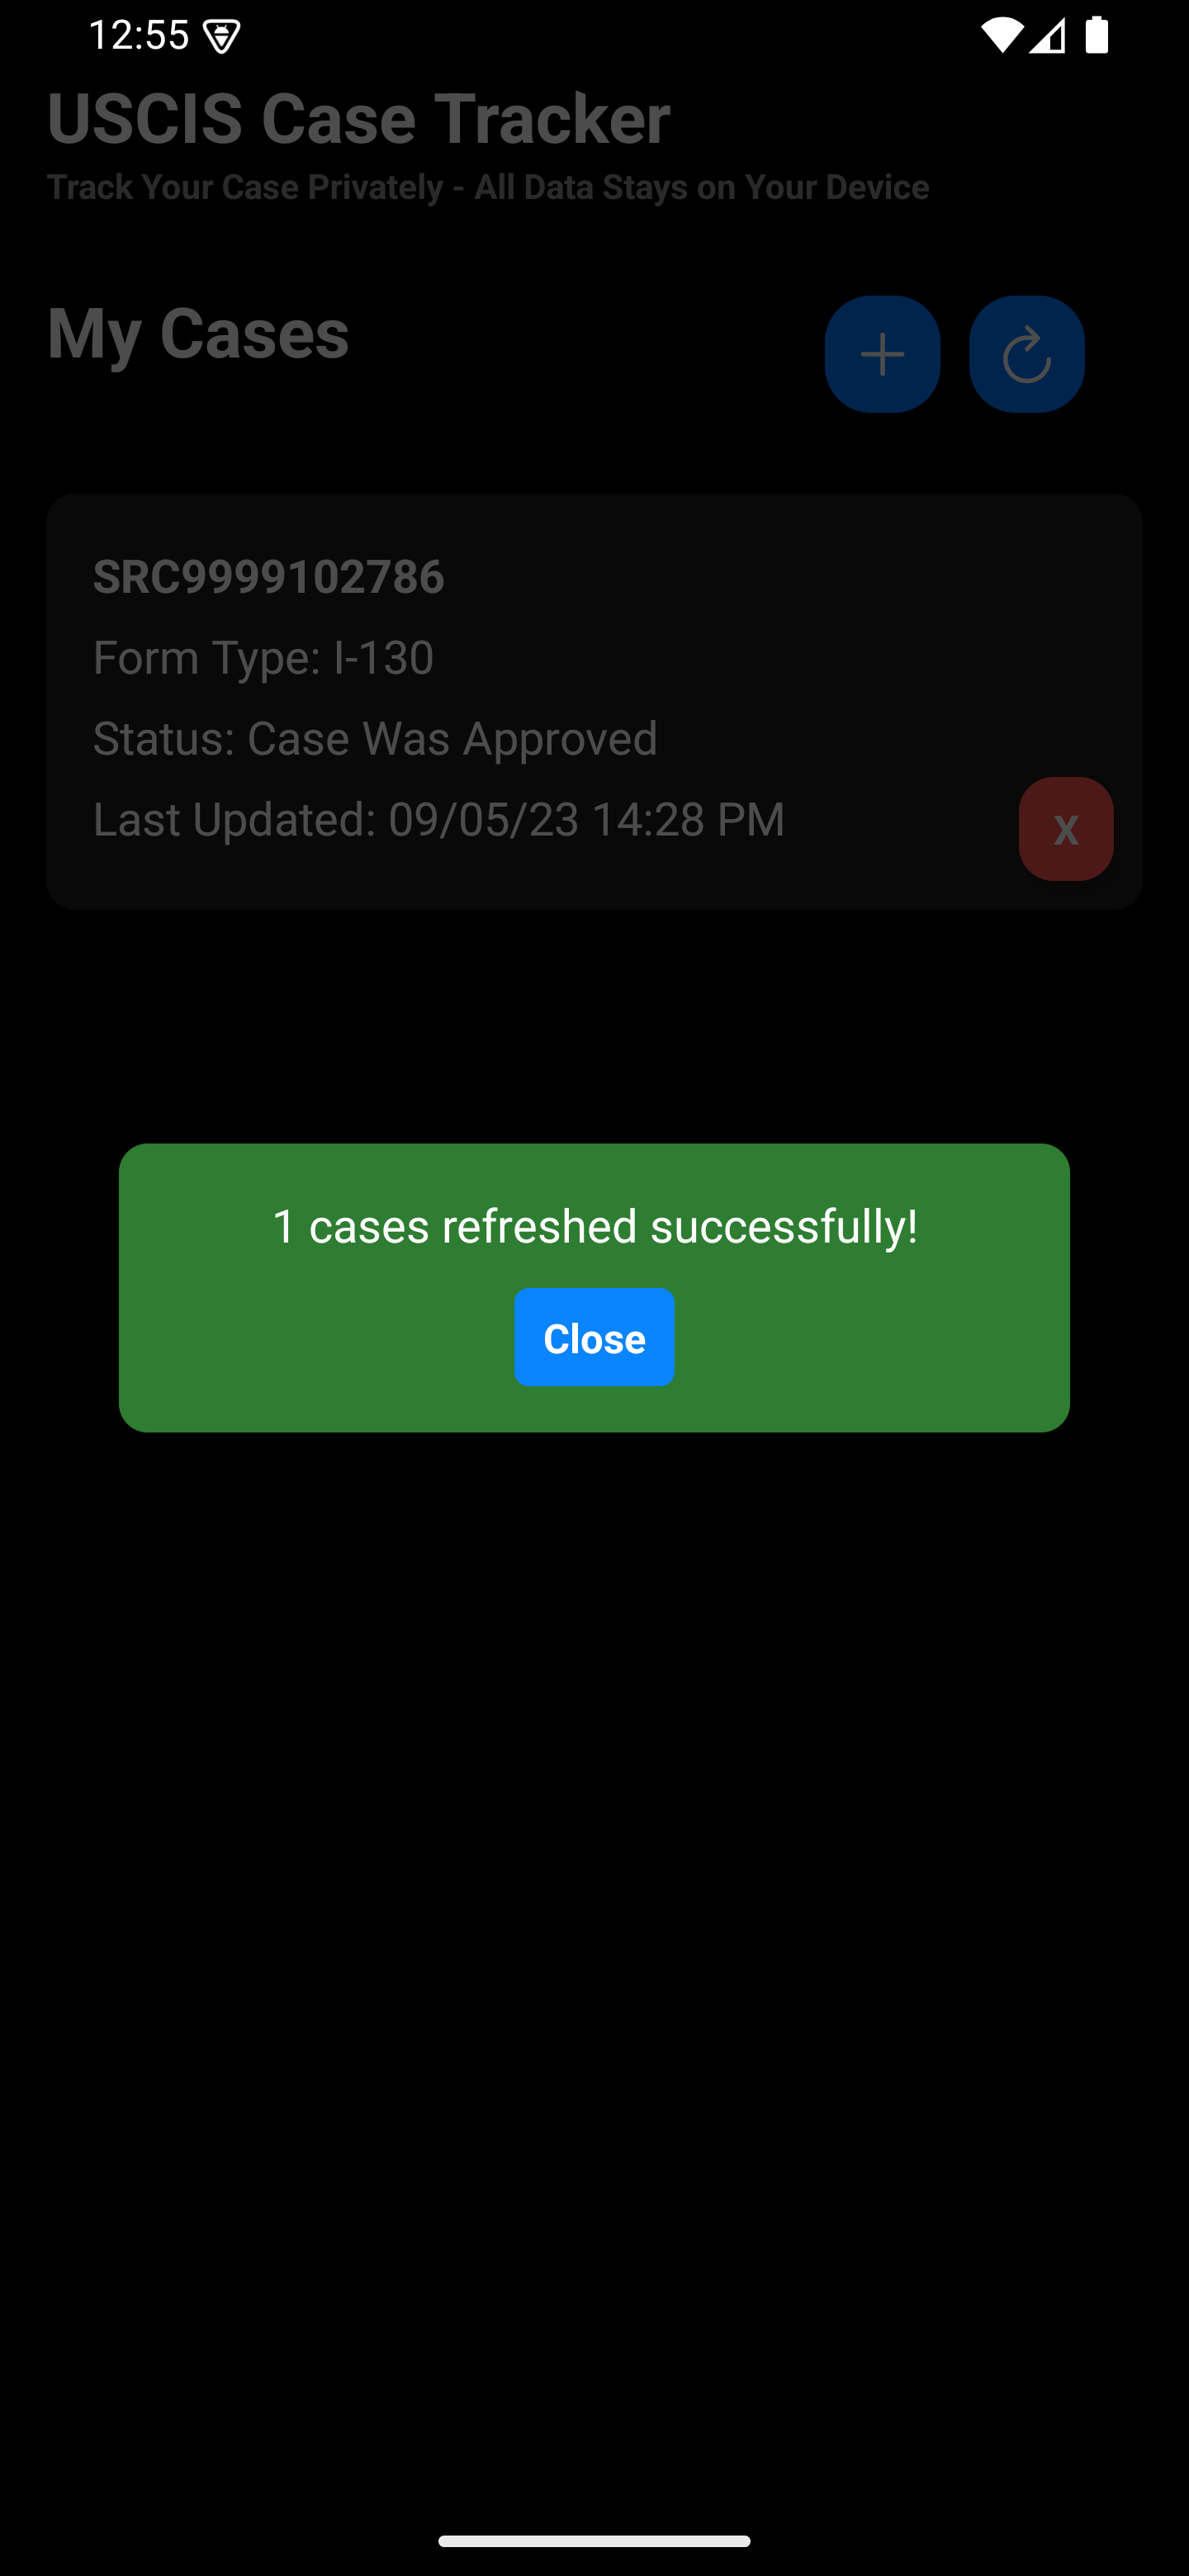 12:55
USCIS Case Tracker
Track Your Case Privately - All Data Stays on Your Device
My Cases
SRC9999102786
Form Type: I-130
Status: Case Was Approved
Last Updated: 09/05/23 14:28 PM
X
1 cases refreshed successfully!
Close